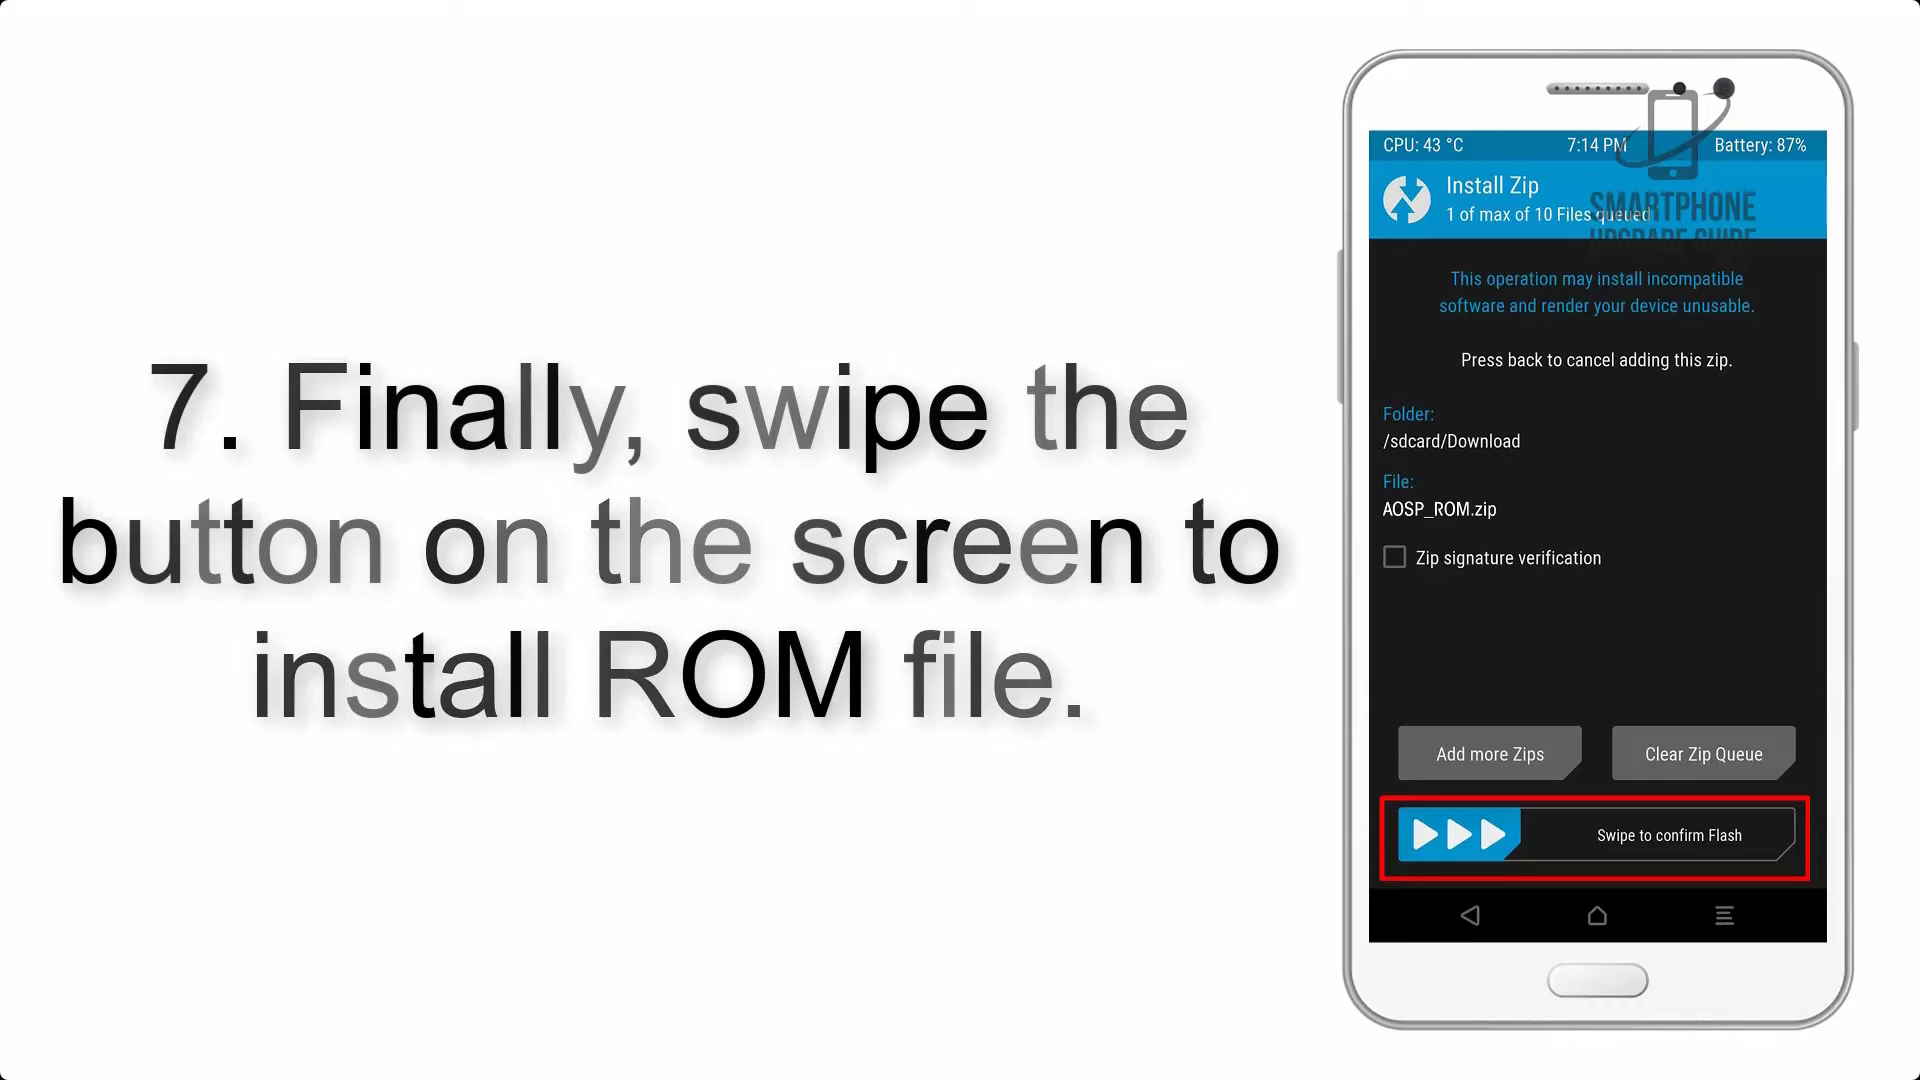 7. Finally, swipe the
button on the screen to
install ROM file.
CPU: 43 °C 7:14 PM Battery: 87%
Install Zip
1 of max of 10 Files queued
SMARTPHONE
UPGRADE GUIDE
This operation may install incompatible
software and render your device unusable.
Press back to cancel adding this zip.
Folder:
/sdcard/Download
File:
AOSP_ROM.zip
Zip signature verification
Add more Zips Clear Zip Queue
Swipe to confirm Flash